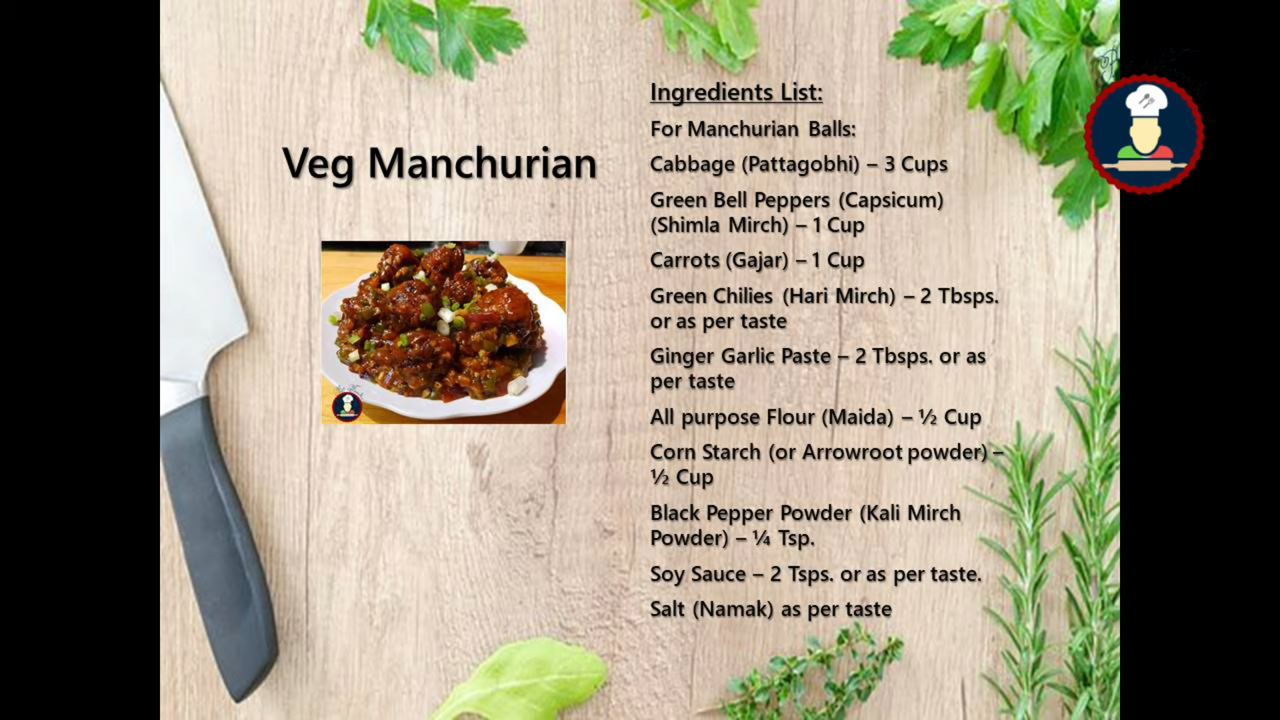 Veg Manchurian
Ingredients List:
For Manchurian Balls:
Cabbage (Pattagobhi) – 3 Cups
Green Bell Peppers (Capsicum)
(Shimla Mirch) – 1 Cup
Carrots (Gajar) – 1 Cup
Green Chilies (Hari Mirch) – 2 Tbsps.
or as per taste
Ginger Garlic Paste – 2 Tbsps. or as
per taste
All purpose Flour (Maida) – ½ Cup
Corn Starch (or Arrowroot powder) –
½ Cup
Black Pepper Powder (Kali Mirch
Powder) – ¼ Tsp.
Soy Sauce – 2 Tsps. or as per taste.
Salt (Namak) as per taste